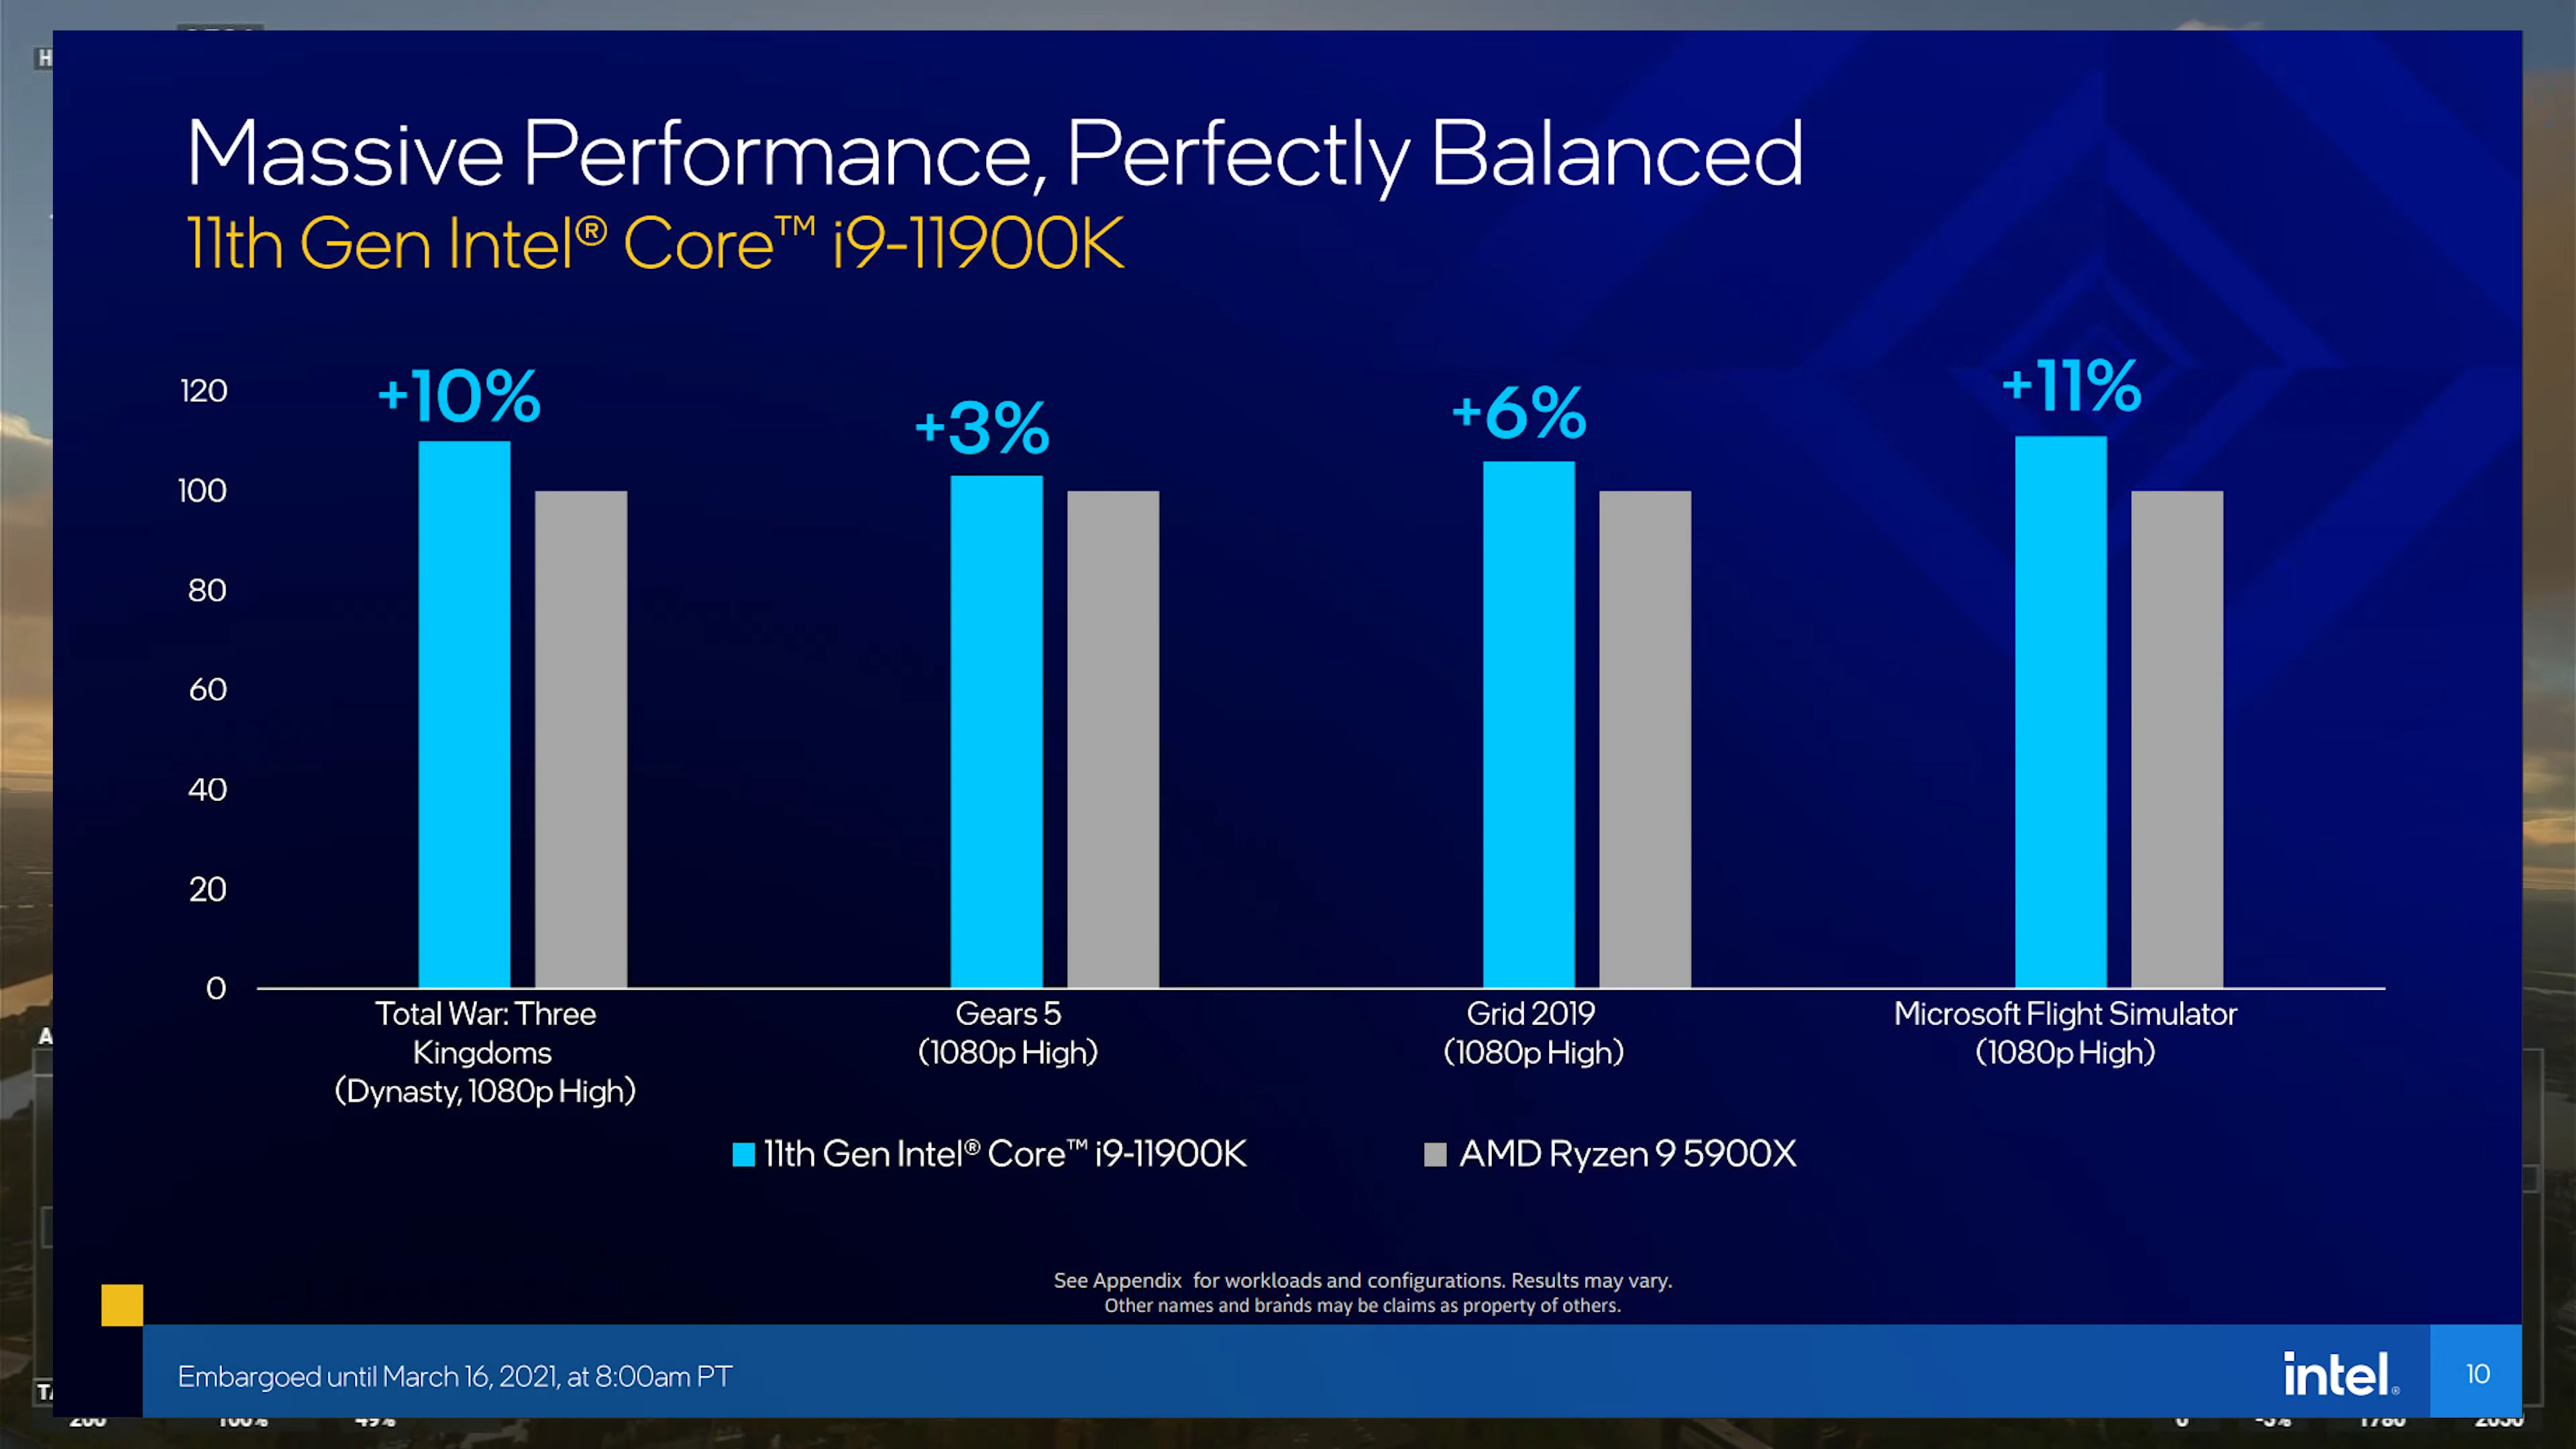 Massive Performance, Perfectly Balanced
11th Gen Intel® Core™ i9-11900K
120
100
80
60
40
20
0
+10%
+3%
+6%
+11%
Total War: Three
Kingdoms
(Dynasty, 1080p High)
Gears 5
(1080p High)
Grid 2019
(1080p High)
Microsoft Flight Simulator
(1080p High)
11th Gen Intel® Core™ i9-11900K
AMD Ryzen 9 5900X
See Appendix for workloads and configurations. Results may vary.
Other names and brands may be claims as property of others.
Embargoed until March 16, 2021, at 8:00am PT
intel®
10